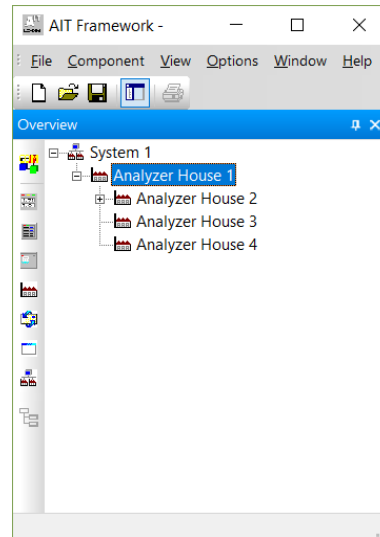 AIT Framework -
File Component View Options Window Help
Overview
System 1
Analyzer House 1
Analyzer House 2
Analyzer House 3
Analyzer House 4